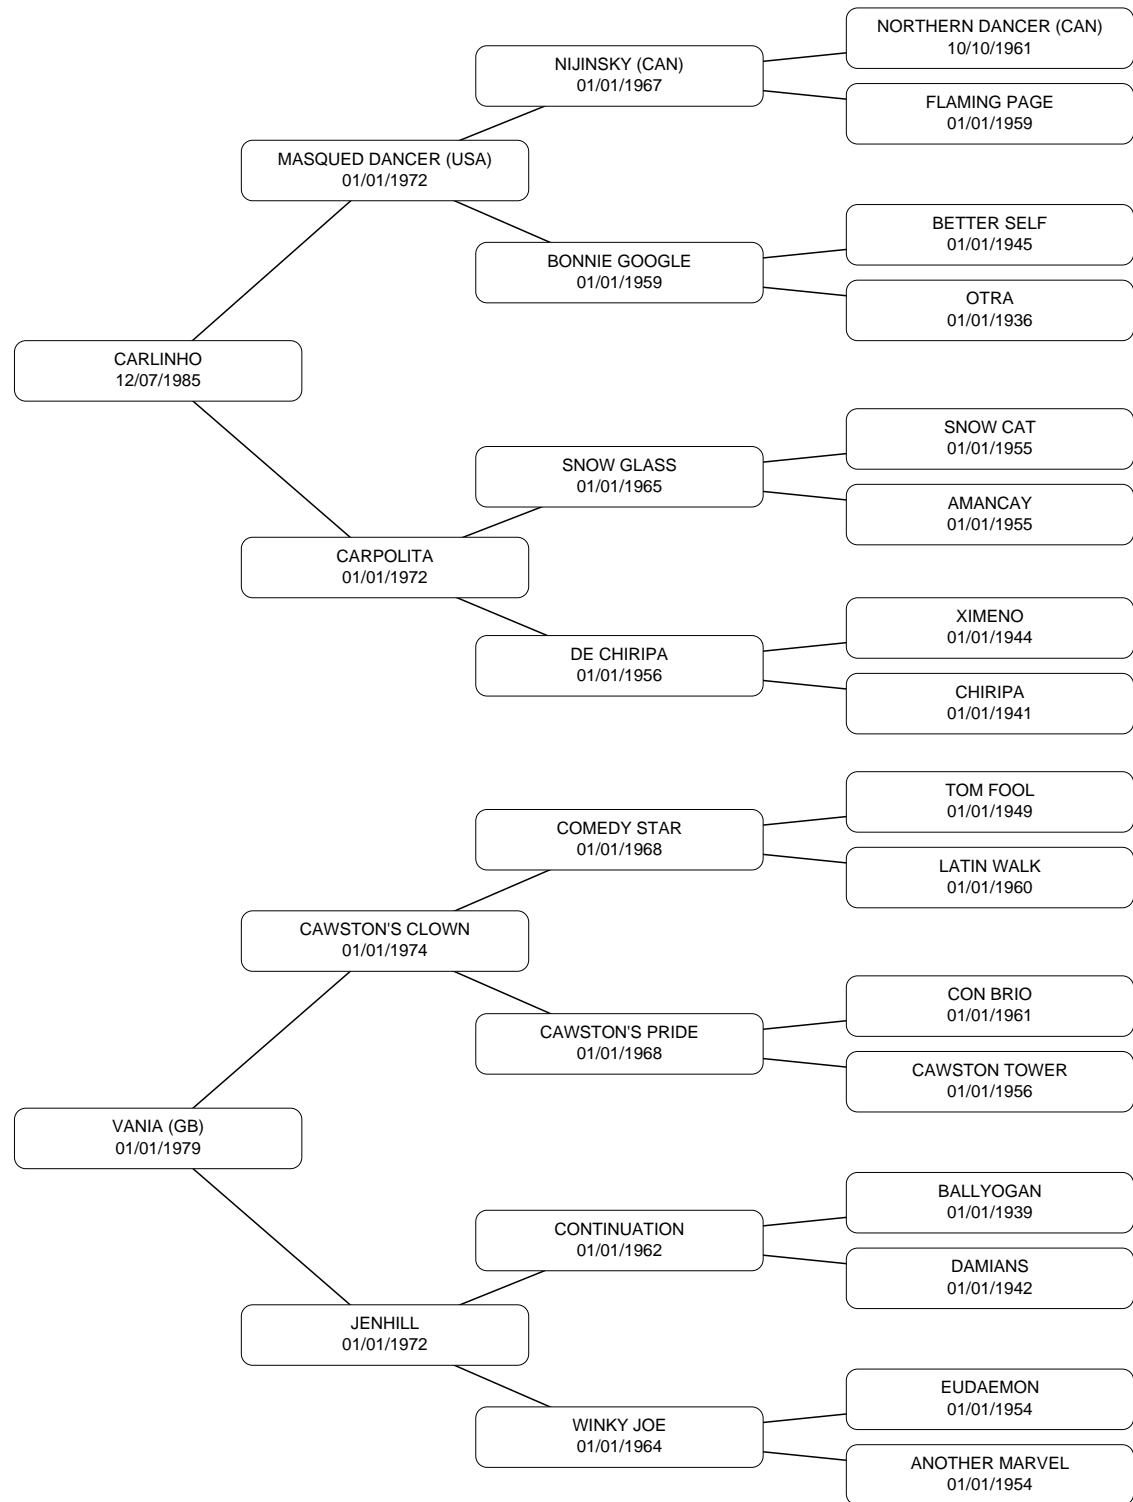 NORTHERN DANCER (CAN)
10/10/1961
NIJINSKY (CAN)
01/01/1967
FLAMING PAGE
01/01/1959
MASQUED DANCER (USA)
01/01/1972
BETTER SELF
01/01/1945
BONNIE GOOGLE
01/01/1959
OTRA
01/01/1936
CARLINHO
12/07/1985
SNOW CAT
01/01/1955
SNOW GLASS
01/01/1965
AMANCAY
01/01/1955
CARPOLITA
01/01/1972
XIMENO
01/01/1944
DE CHIRIPA
01/01/1956
CHIRIPA
01/01/1941
TOM FOOL
01/01/1949
COMEDY STAR
01/01/1968
LATIN WALK
01/01/1960
CAWSTON'S CLOWN
01/01/1974
CON BRIO
01/01/1961
CAWSTON'S PRIDE
01/01/1968
CAWSTON TOWER
01/01/1956
VANIA (GB)
01/01/1979
BALLYOGAN
01/01/1939
CONTINUATION
01/01/1962
DAMIANS
01/01/1942
JENHILL
01/01/1972
EUDAEMON
01/01/1954
WINKY JOE
01/01/1964
ANOTHER MARVEL
01/01/1954